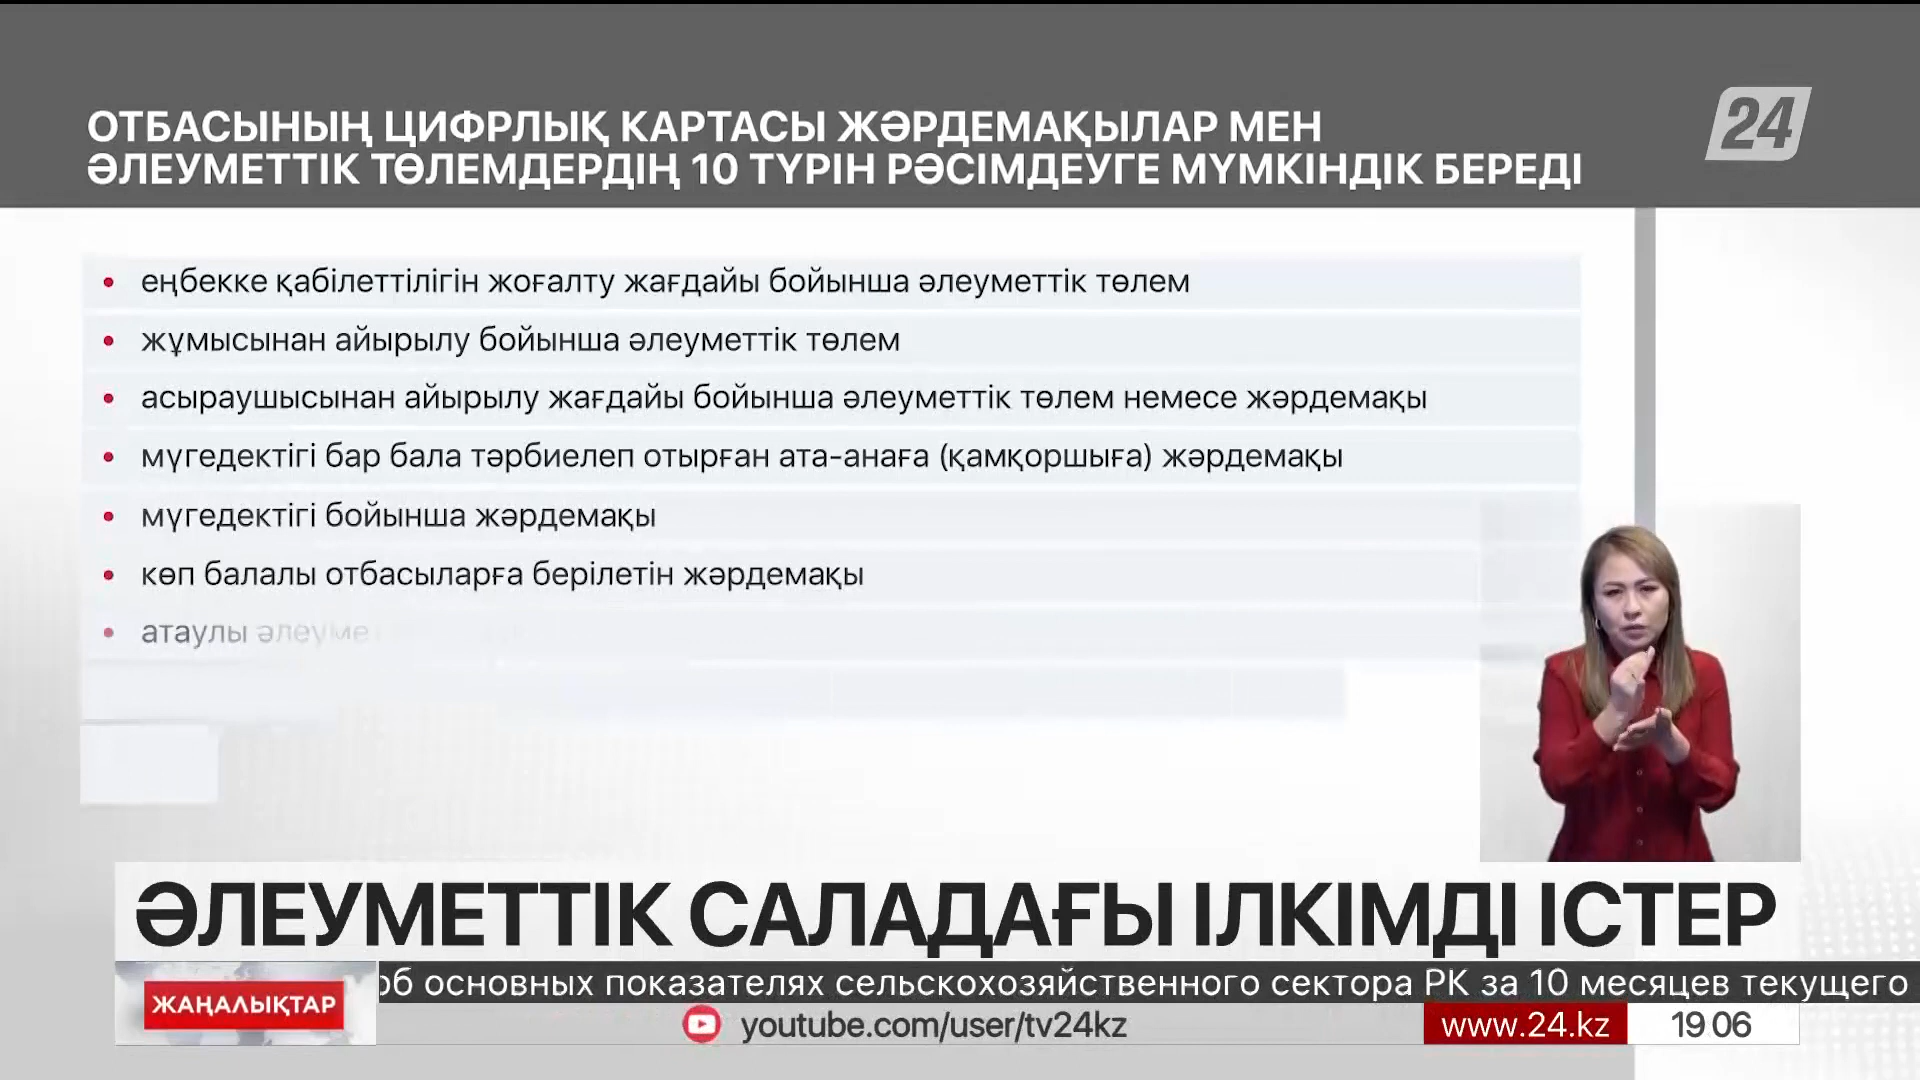 ОТБАСЫНЫҢ ЦИФРЛЫҚ КАРТАСЫ ЖӘРДЕМАҚЫЛАР МЕН
ӘЛЕУМЕТТІК ТӨЛЕМДЕРДІҢ 10 ТҮРІН РӘСІМДЕУГЕ МҮМКІНДІК БЕРЕДІ
24
• еңбекке қабілеттілігін жоғалту жағдайы бойынша әлеуметтік төлем
• жұмысынан айырылу бойынша әлеуметтік төлем
• асыраушысынан айырылу жағдайы бойынша әлеуметтік төлем немесе жәрдемақы
• мүгедектігі бар бала тәрбиелеп отырған ата-анаға (қамқоршыға) жәрдемақы
• мүгедектігі бойынша жәрдемақы
• көп балалы отбасыларға берілетін жәрдемақы
• атаулы әлеуме
ӘЛЕУМЕТТІК САЛАДАҒЫ ІЛКІМДІ ІСТЕР
об основных показателях сельскохозяйственного сектора РК за 10 месяцев текущего
ЖАҢАЛЫҚТАР
youtube.com/user/tv24kz
www.24.kz
19 06